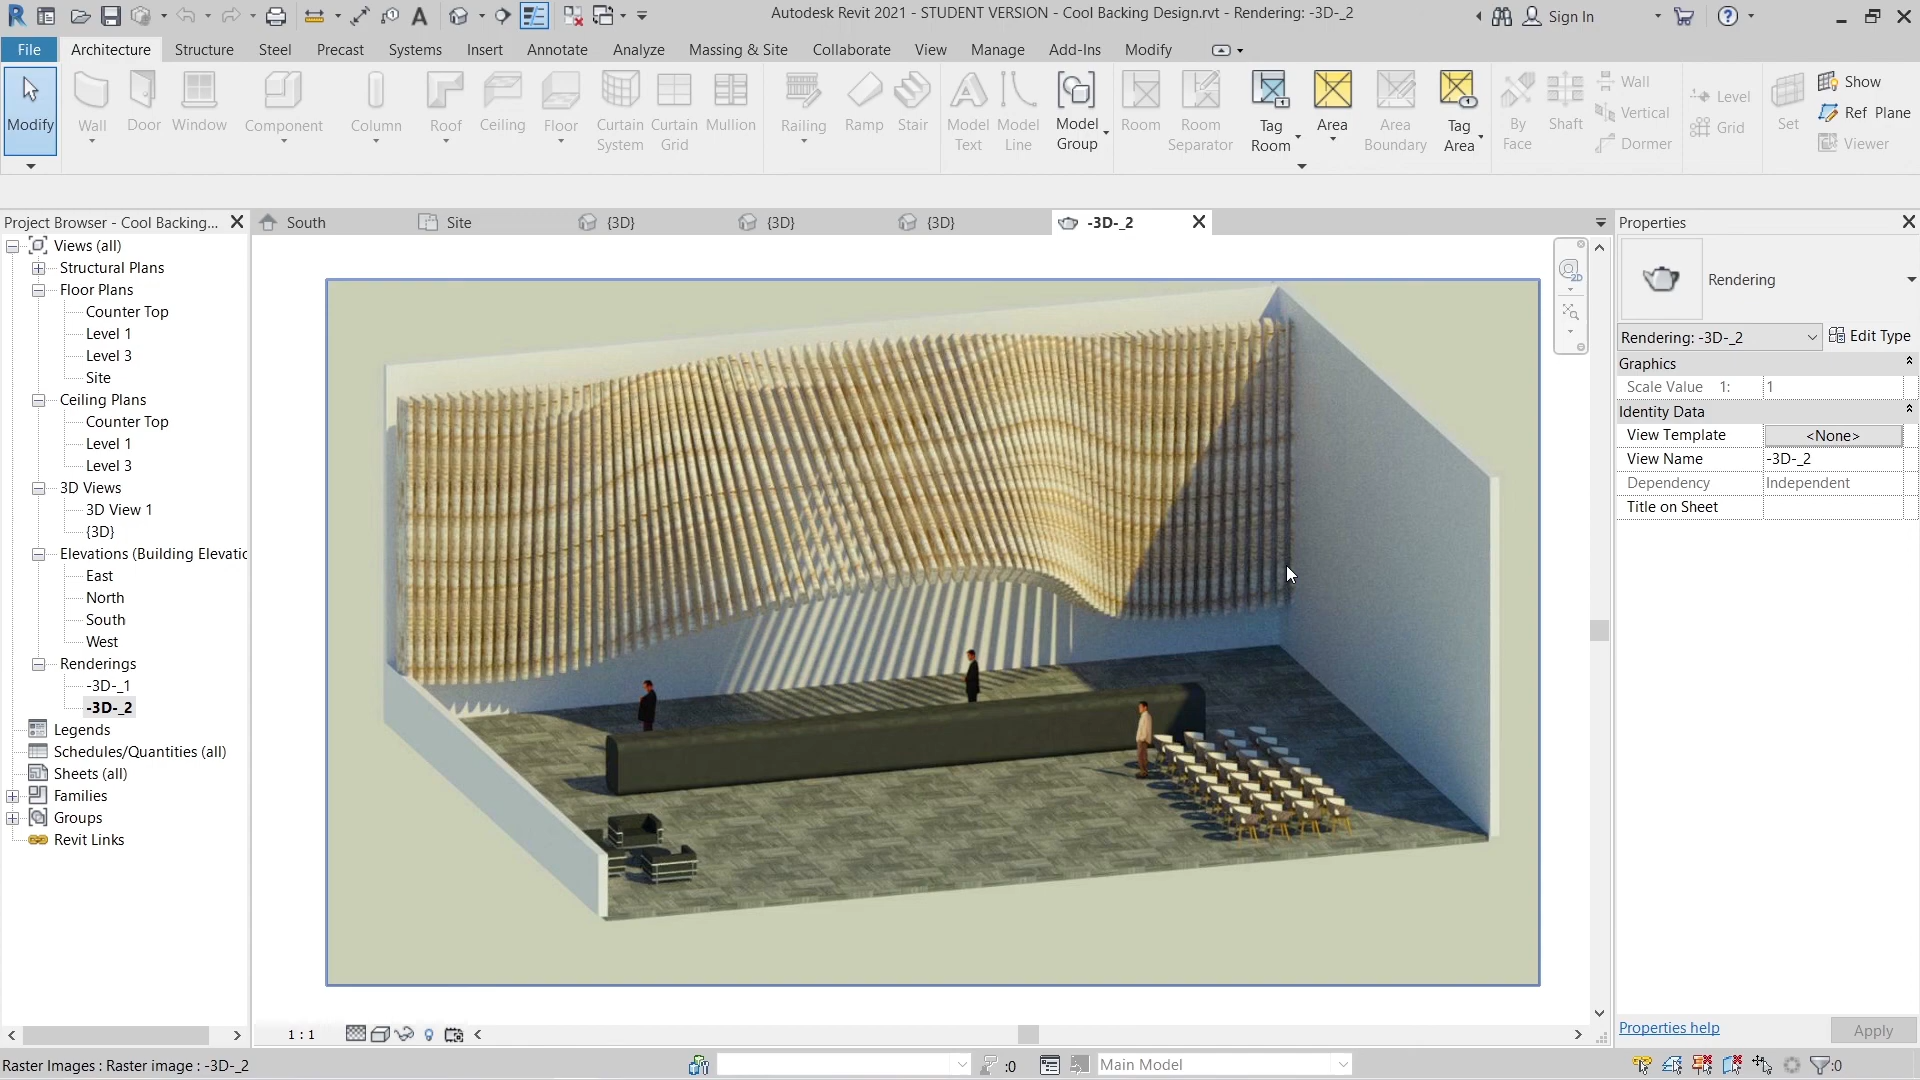 Autodesk Revit 2021 - STUDENT VERSION - Cool Backing Design.rvt - Rendering: -3D-_2
Sign In
File Architecture Structure Steel Precast Systems Insert Annotate Analyze Massing & Site Collaborate View Manage Add-Ins Modify
Modify
Wall
Door
Window
Component
Column
Roof
Ceiling
Floor
Curtain System
Curtain Grid
Mullion
Railing
Ramp
Stair
Model Text
Model Line
Model Group
Room
Room Separator
Tag Room
Area
Area Boundary
Tag Area
By Face
Shaft
Wall
Vertical
Dormer
Level
Grid
Set
Show
Ref Plane
Viewer
Project Browser - Cool Backing...
South
Site
{3D}
{3D}
{3D}
-3D-_2
Views (all)
Structural Plans
Floor Plans
Counter Top
Level 1
Level 3
Site
Ceiling Plans
Counter Top
Level 1
Level 3
3D Views
3D View 1
{3D}
Elevations (Building Elevatic
East
North
South
West
Renderings
-3D-_1
-3D-_2
Legends
Schedules/Quantities (all)
Sheets (all)
Families
Groups
Revit Links
2D
Properties
Rendering
Rendering: -3D-_2
Edit Type
Graphics
Scale Value 1: 1
Identity Data
View Template <None>
View Name -3D-_2
Dependency Independent
Title on Sheet
Properties help
Apply
1 : 1
Raster Images : Raster image : -3D-_2
:0
Main Model
:0